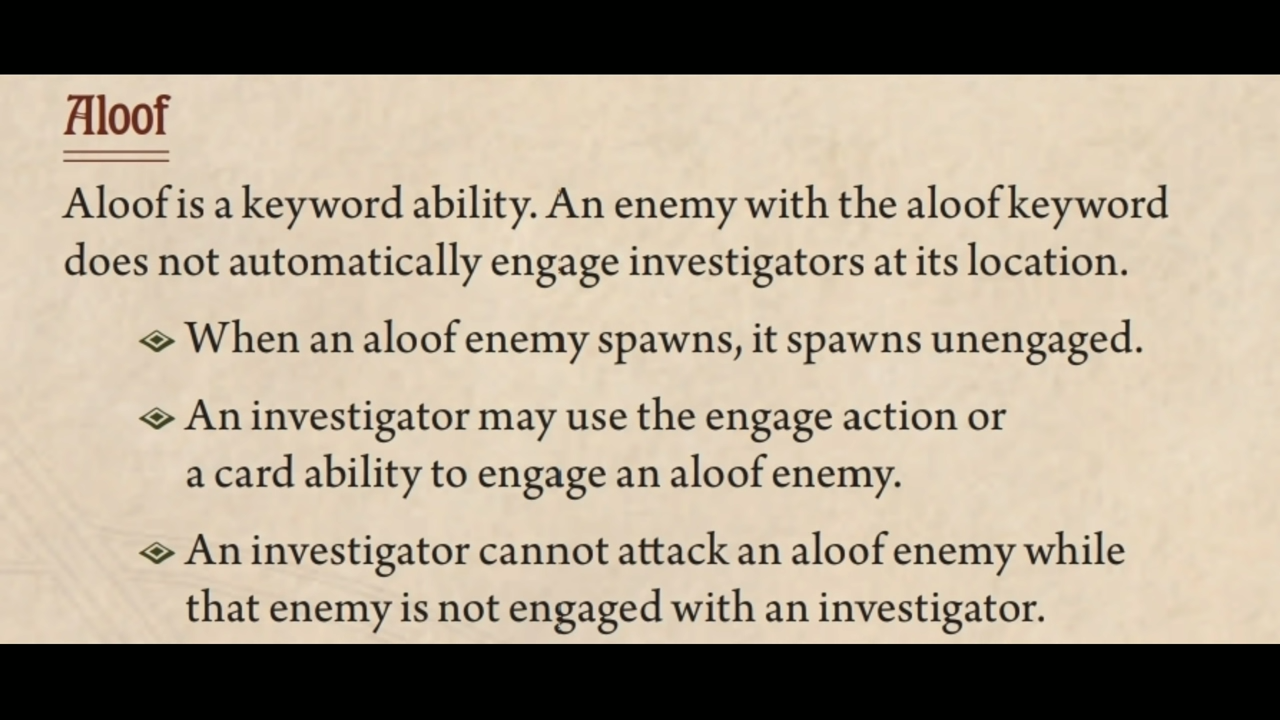 Aloof
Aloof is a keyword ability. An enemy with the aloof keyword
does not automatically engage investigators at its location.
When an aloof enemy spawns, it spawns unengaged.
An investigator may use the engage action or
a card ability to engage an aloof enemy.
An investigator cannot attack an aloof enemy while
that enemy is not engaged with an investigator.